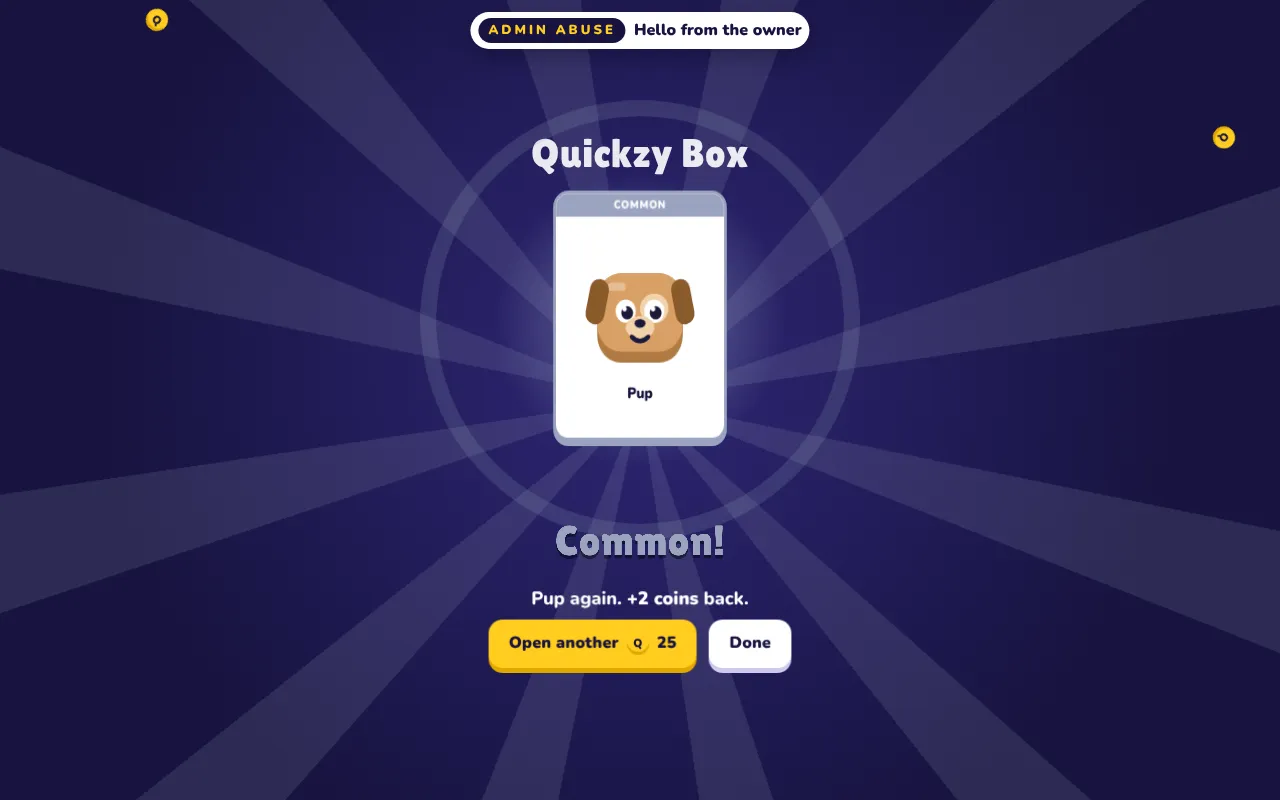 ADMIN ABUSE Hello from the owner
Quickzy Box
COMMON
Pup
Common!
Pup again. +2 coins back.
Open another Q 25
Done